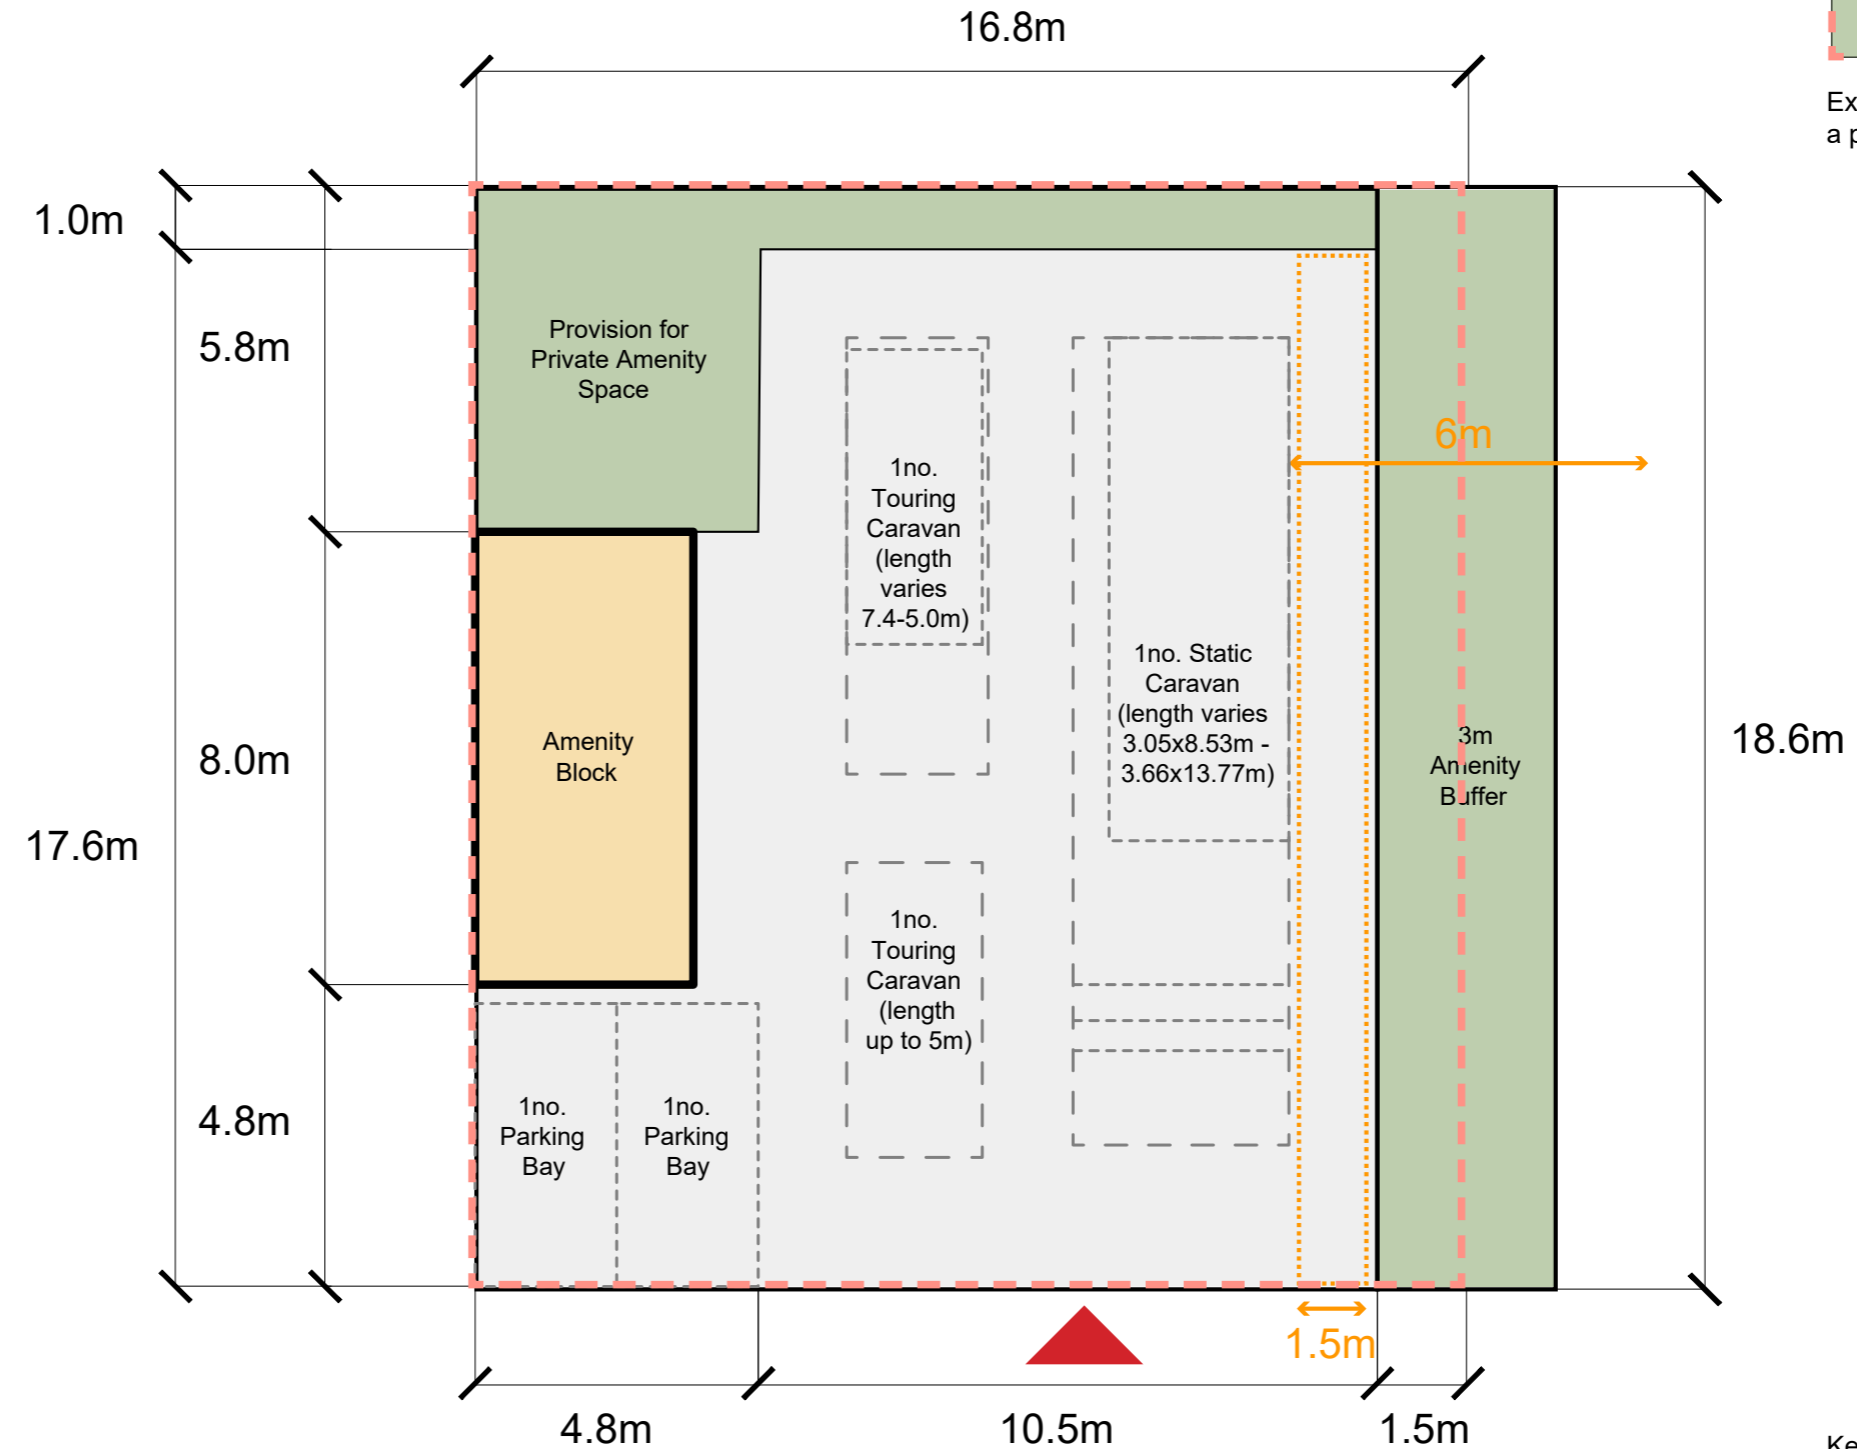 16.8m
Ex
a p
1.0m
5.8m
Provision for
Private Amenity
Space
6m
1no.
Touring
Caravan
(length
varies
7.4-5.0m)
1no. Static
Caravan
(length varies
3.05x8.53m -
3.66x13.77m)
3m
Amenity
Buffer
18.6m
Amenity
Block
8.0m
17.6m
1no.
Touring
Caravan
(length
up to 5m)
4.8m
1no.
Parking
Bay
1no.
Parking
Bay
1.5m
4.8m
10.5m
1.5m
Ke